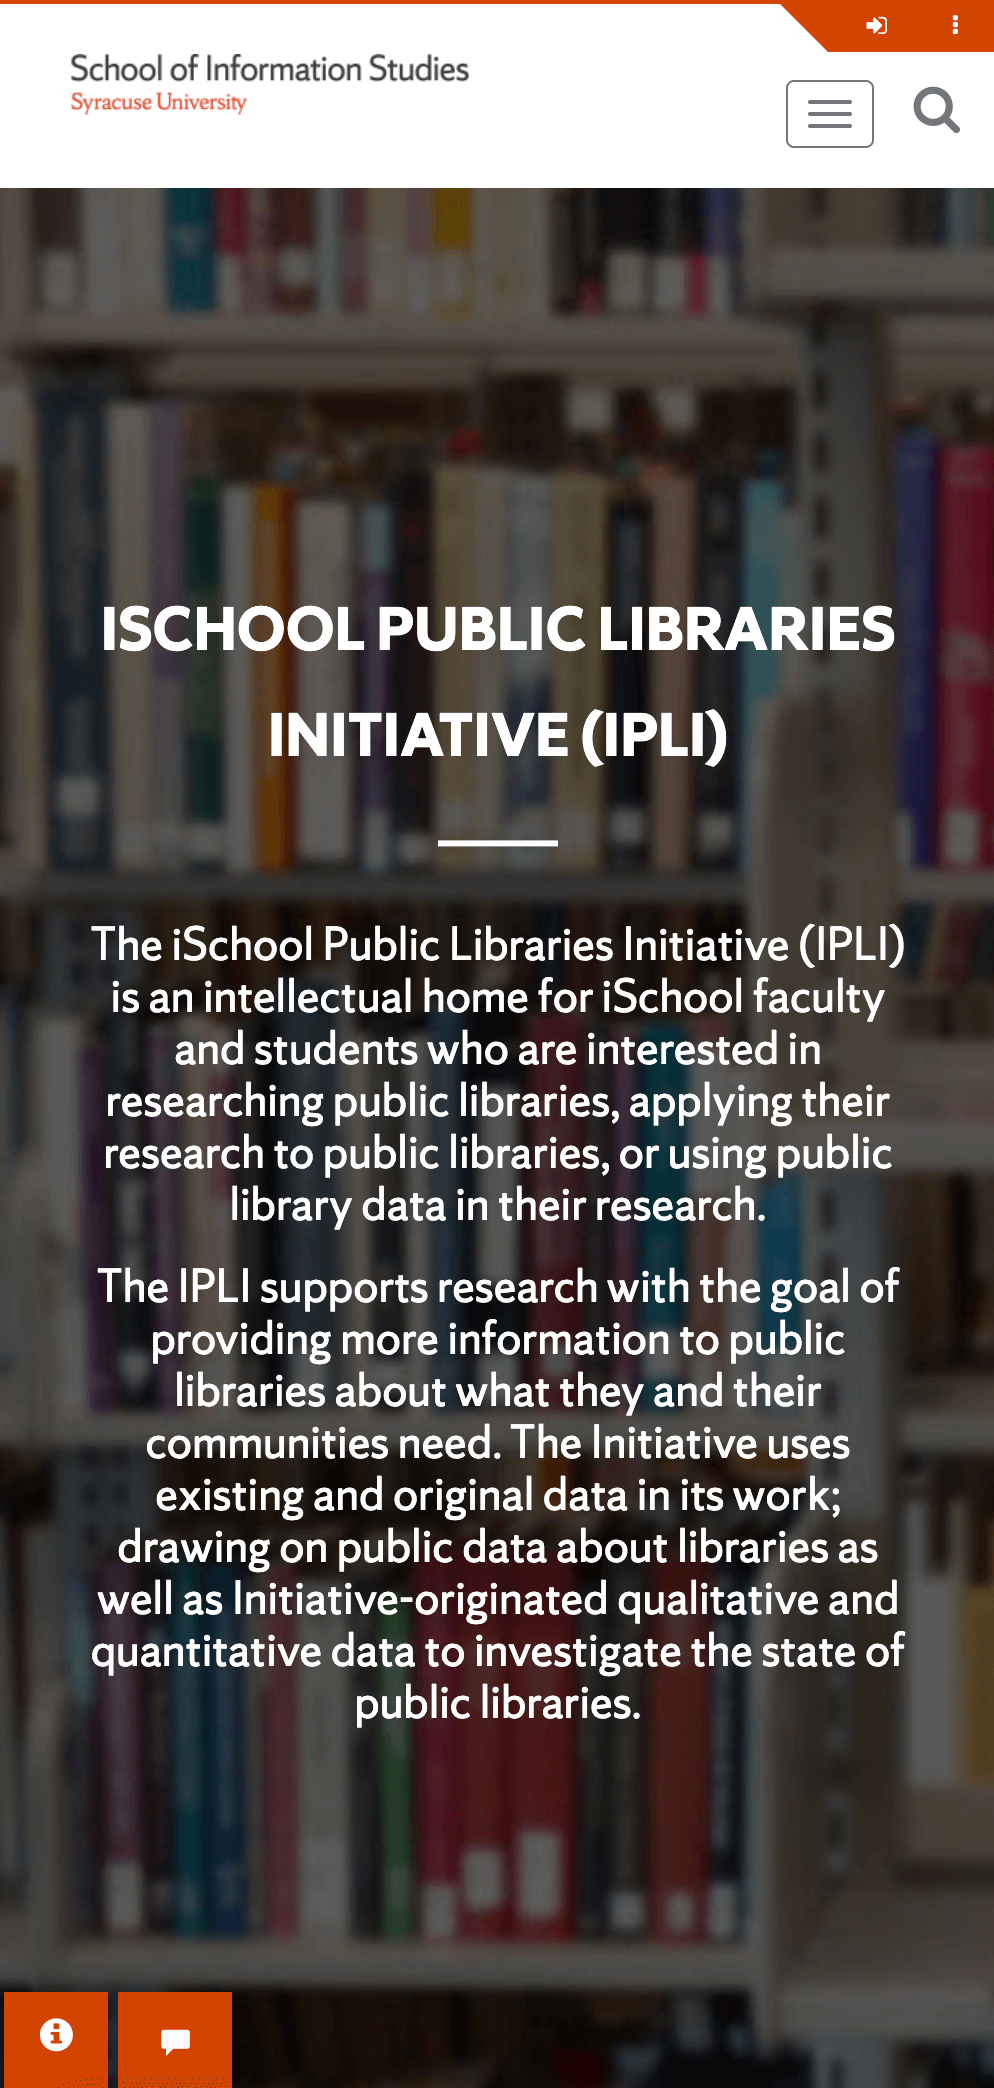 School of Information Studies
Syracuse University
ISCHOOL PUBLIC LIBRARIES
INITIATIVE (IPLI)
The iSchool Public Libraries Initiative (IPLI)
is an intellectual home for iSchool faculty
and students who are interested in
researching public libraries, applying their
research to public libraries, or using public
library data in their research.
The IPLI supports research with the goal of
providing more information to public
libraries about what they and their
communities need. The Initiative uses
existing and original data in its work;
drawing on public data about libraries as
well as Initiative-originated qualitative and
quantitative data to investigate the state of
public libraries.